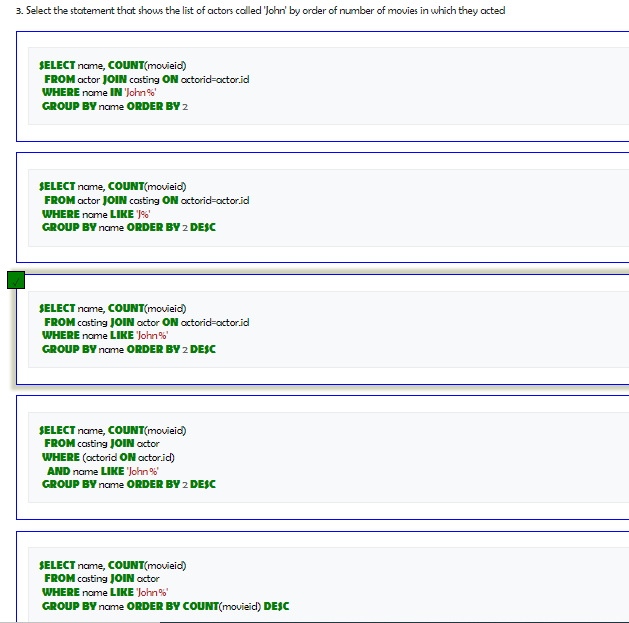 3. Select the statement that shows the list of actors called 'John' by order of number of movies in which they acted
SELECT name, COUNT(movieid)
FROM actor JOIN casting ON actorid=actor.id
WHERE name IN 'John %'
GROUP BY name ORDER BY 2
SELECT name, COUNT(movieid)
FROM actor JOIN casting ON actorid=actor.id
WHERE name LIKE 'J%'
GROUP BY name ORDER BY 2 DESC
SELECT name, COUNT(movieid)
FROM casting JOIN actor ON actorid=actor.id
WHERE name LIKE 'John %'
GROUP BY name ORDER BY 2 DESC
SELECT name, COUNT(movieid)
FROM casting JOIN actor
WHERE (actorid ON actor.id)
AND name LIKE 'John %'
GROUP BY name ORDER BY 2 DESC
SELECT name, COUNT(movieid)
FROM casting JOIN actor
WHERE name LIKE 'John %'
GROUP BY name ORDER BY COUNT(movieid) DESC